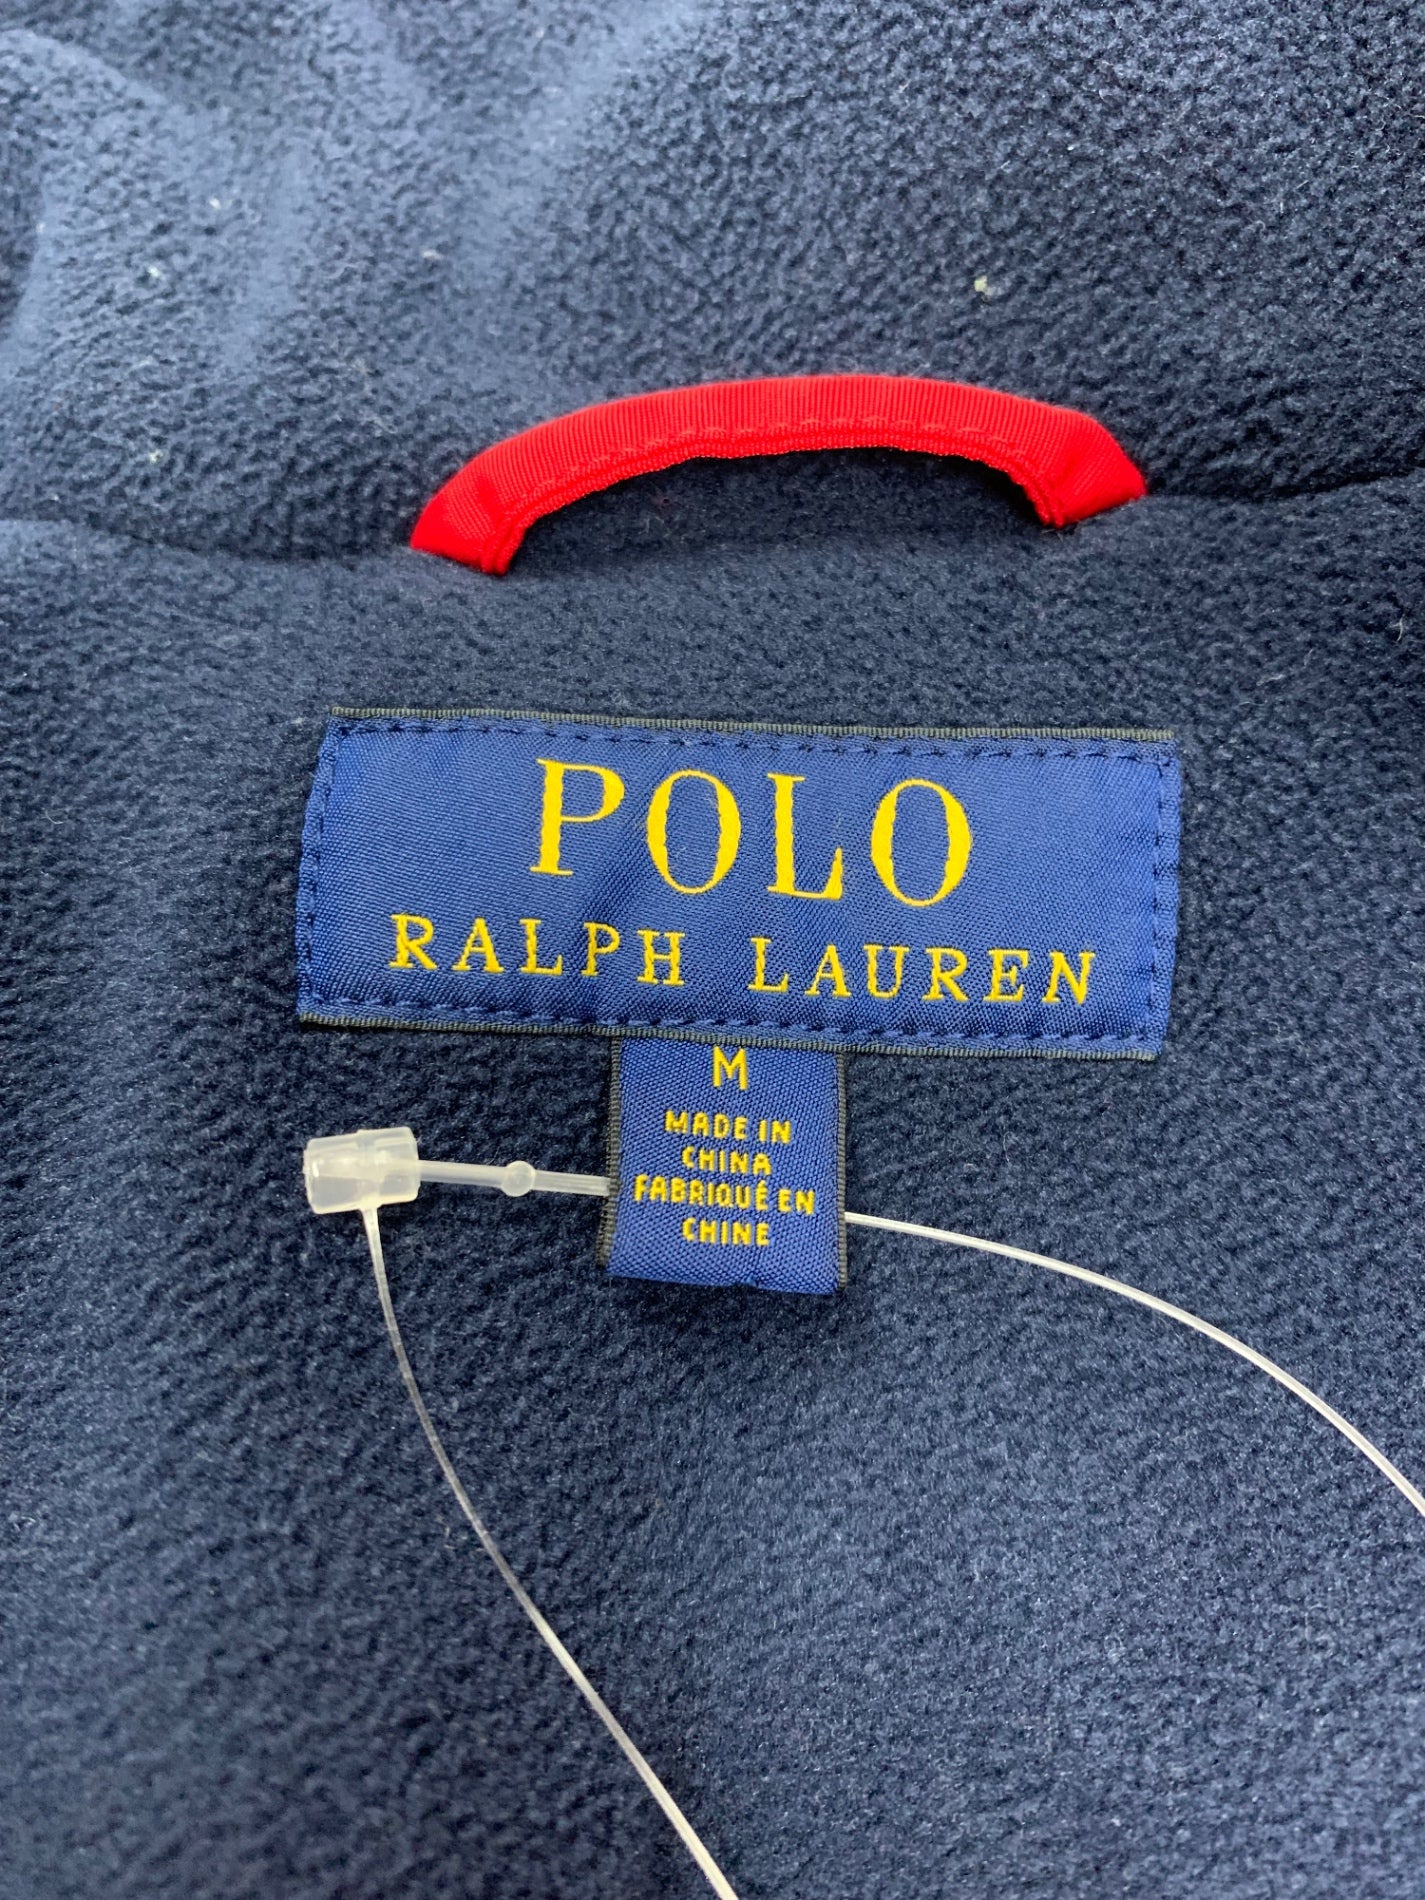 POLO
RALPH LAUREN
M
MADE IN
CHINA
FABRIQUÉ EN
CHINE